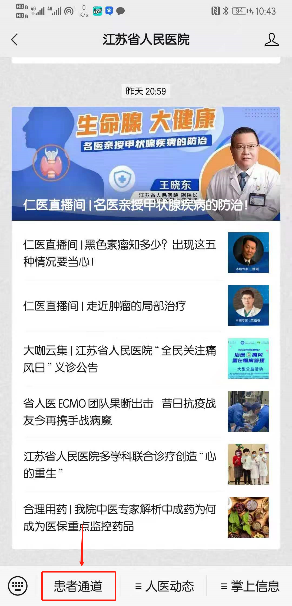 10:43
江苏省人民医院
昨天 20:59
生命腺 大健康
名医亲授甲状腺疾病的防治
王晓东
仁医直播间 | 名医亲授甲状腺疾病的防治!
仁医直播间 | 黑色素瘤知多少? 出现这五
种情况要当心!
仁医直播间 | 走近肿瘤的局部治疗
大咖云集 | 江苏省人民医院“全民关注痛
风日”义诊公告
省人医ECMO团队果断出击 昔日抗疫战
友今再携手战病魔
江苏省人民医院多学科联合诊疗创造“心
的重生”
合理用药 | 我院中医专家解析中成药为何
成为医保重点监控药品
患者通道
≡ 人医动态
≡ 掌上信息